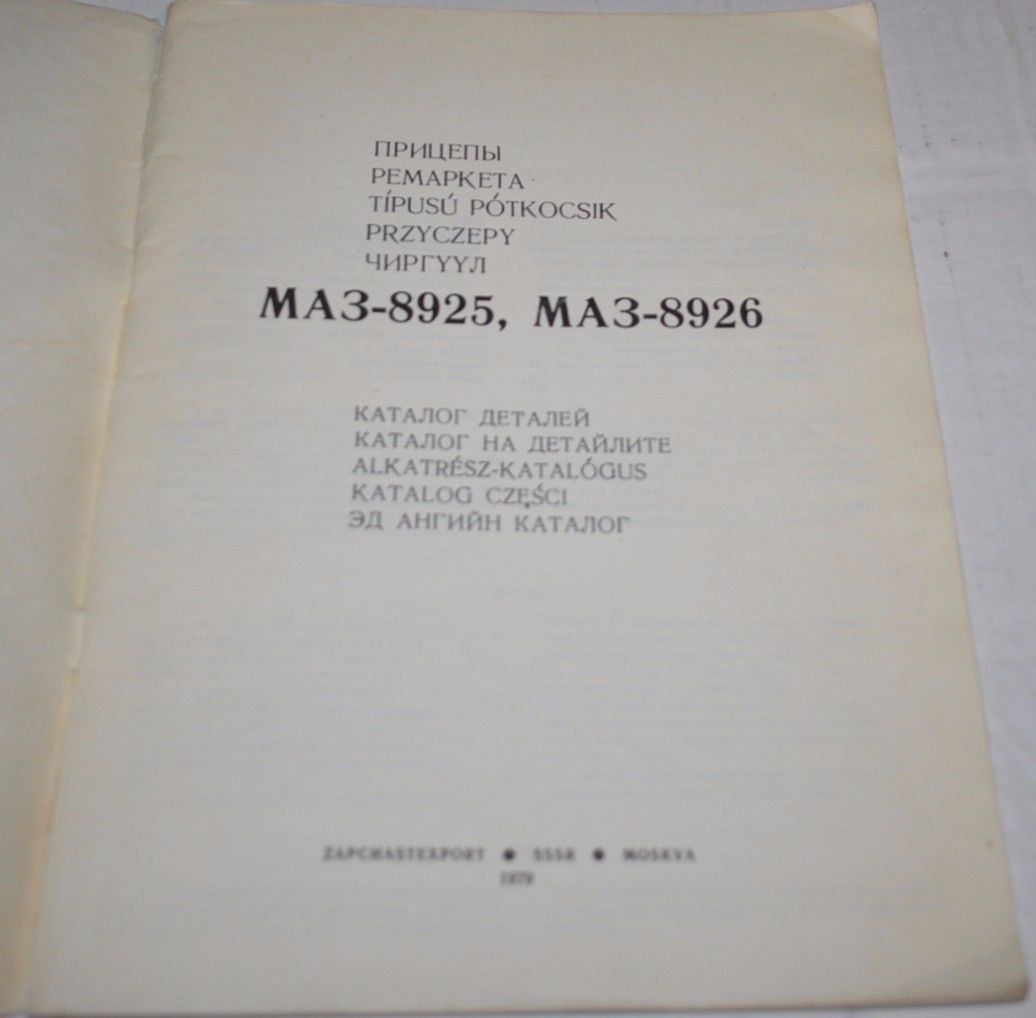 ПРИЦЕПЫ
РЕМАРКЕТА
TÍPUSÚ PÓTKOCSIK
PRZYCZEPY
ЧИРГҮҮЛ
МАЗ-8925, МАЗ-8926
КАТАЛОГ ДЕТАЛЕЙ
КАТАЛОГ НА ДЕТАЙЛИТЕ
ALKATRÉSZ-KATALÓGUS
KATALOG CZĘŚCI
ЭД АНГИЙН КАТАЛОГ
ZAPCHASTEXPORT ● SSSR ● MOSKVA
1979